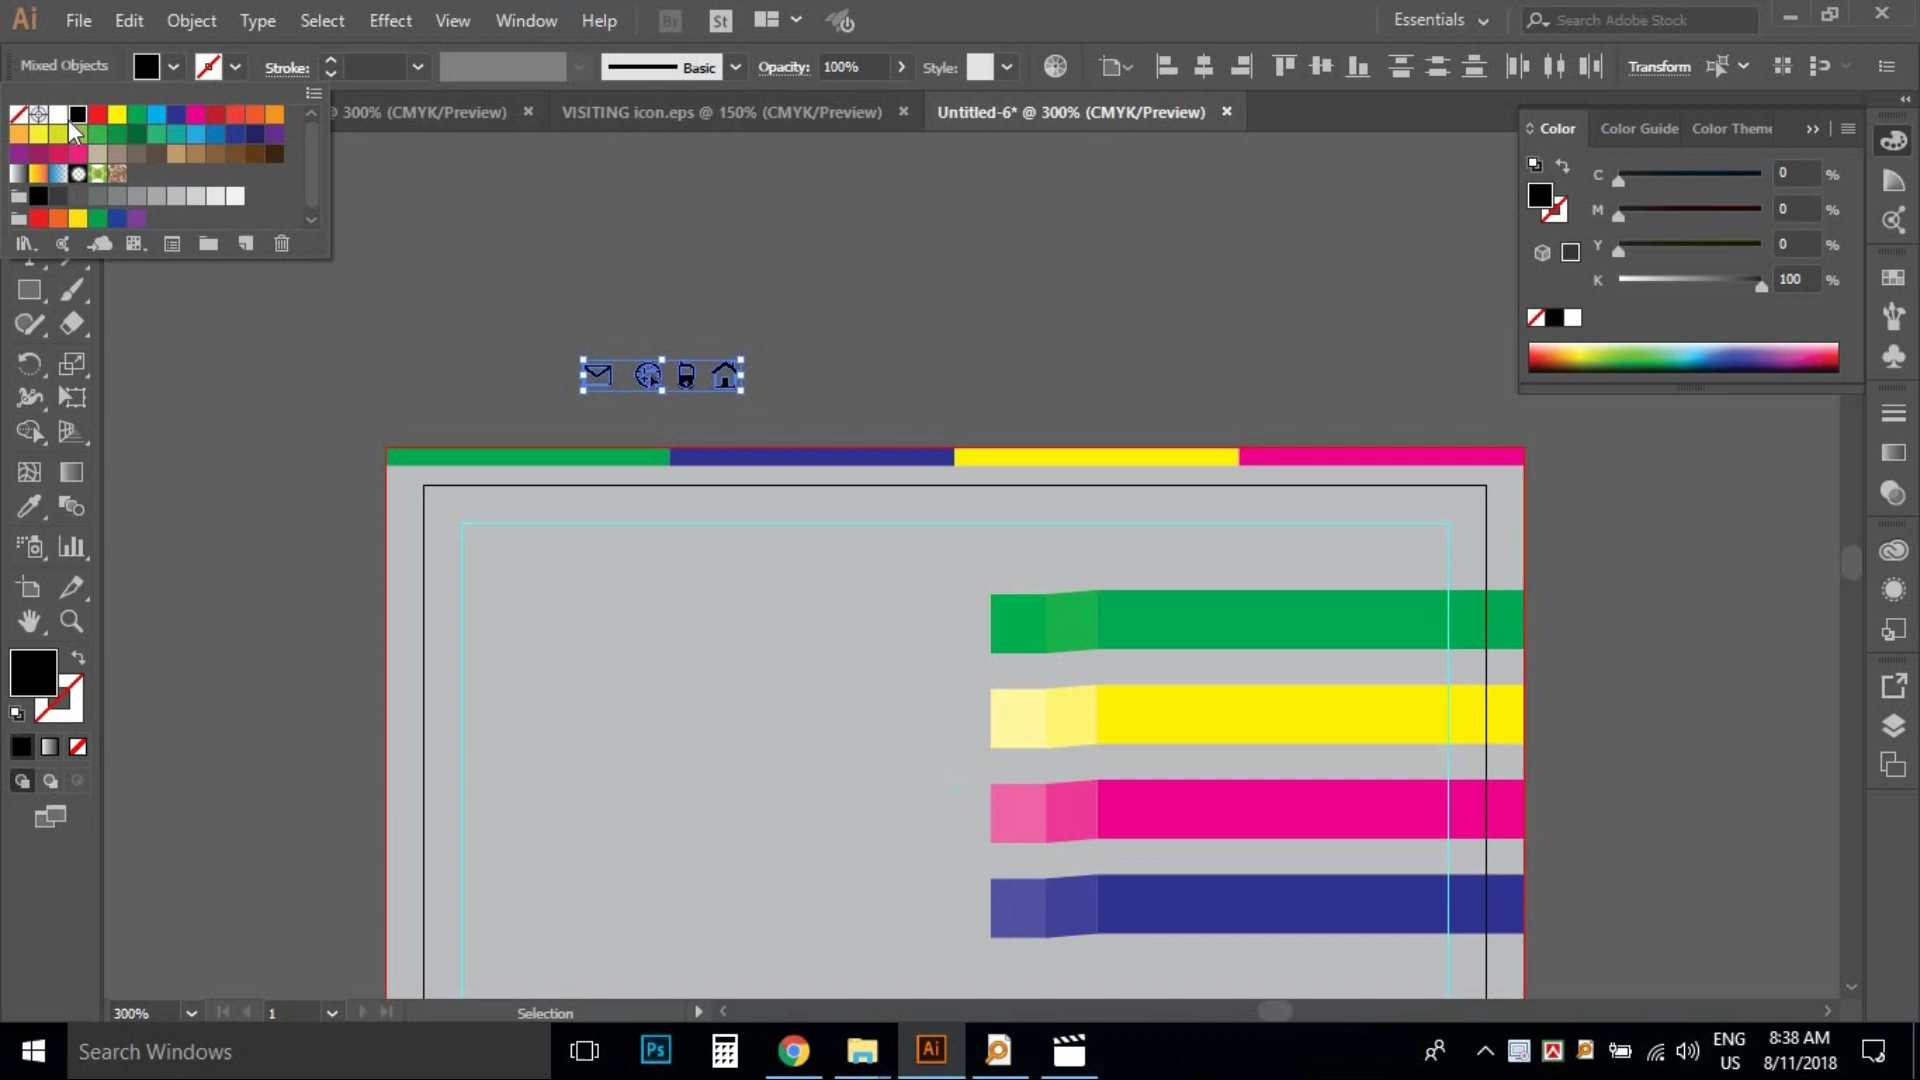 Ai File Edit Object Type Select Effect View Window Help Br St Essentials Search Adobe Stock
Mixed Objects Stroke: Basic Opacity: 100% Style: Transform
@ 300% (CMYK/Preview) × VISITING icon.eps @ 150% (CMYK/Preview) × Untitled-6* @ 300% (CMYK/Preview) ×
Color Color Guide Color Theme
C 0 %
M 0 %
Y 0 %
K 100 %
300% 1 Selection
Search Windows Ps Ai ENG 8:38 AM
US 8/11/2018